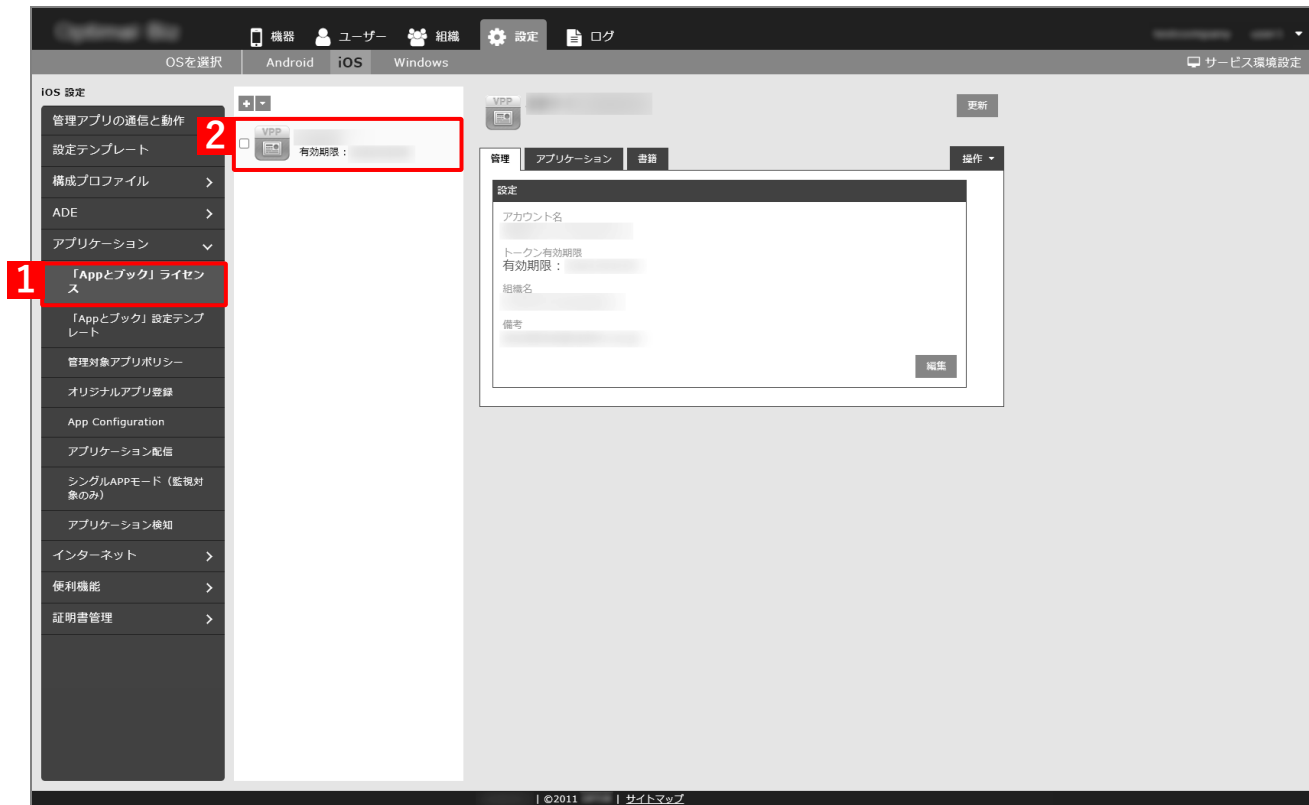 機器 ユーザー 組織 設定 ログ
OSを選択 Android iOS Windows サービス環境設定
iOS 設定
管理アプリの通信と動作
設定テンプレート
構成プロファイル
ADE
アプリケーション
1
「Appとブック」ライセン
ス
「Appとブック」設定テンプ
レート
管理対象アプリポリシー
オリジナルアプリ登録
App Configuration
アプリケーション配信
シングルAPPモード（監視対
象のみ）
アプリケーション検知
インターネット
便利機能
証明書管理
2
VPP
有効期限：
VPP
更新
管理 アプリケーション 書籍 操作
設定
アカウント名
トークン有効期限
有効期限：
組織名
備考
編集
| ©2011 | サイトマップ